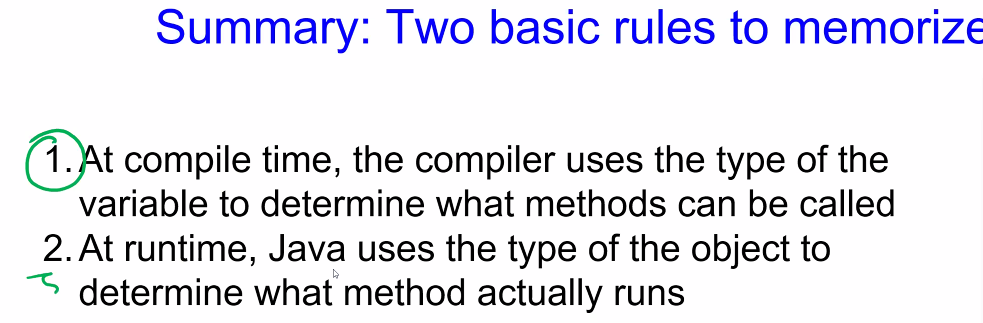 Summary: Two basic rules to memorize
1. At compile time, the compiler uses the type of the
variable to determine what methods can be called
2. At runtime, Java uses the type of the object to
determine what method actually runs